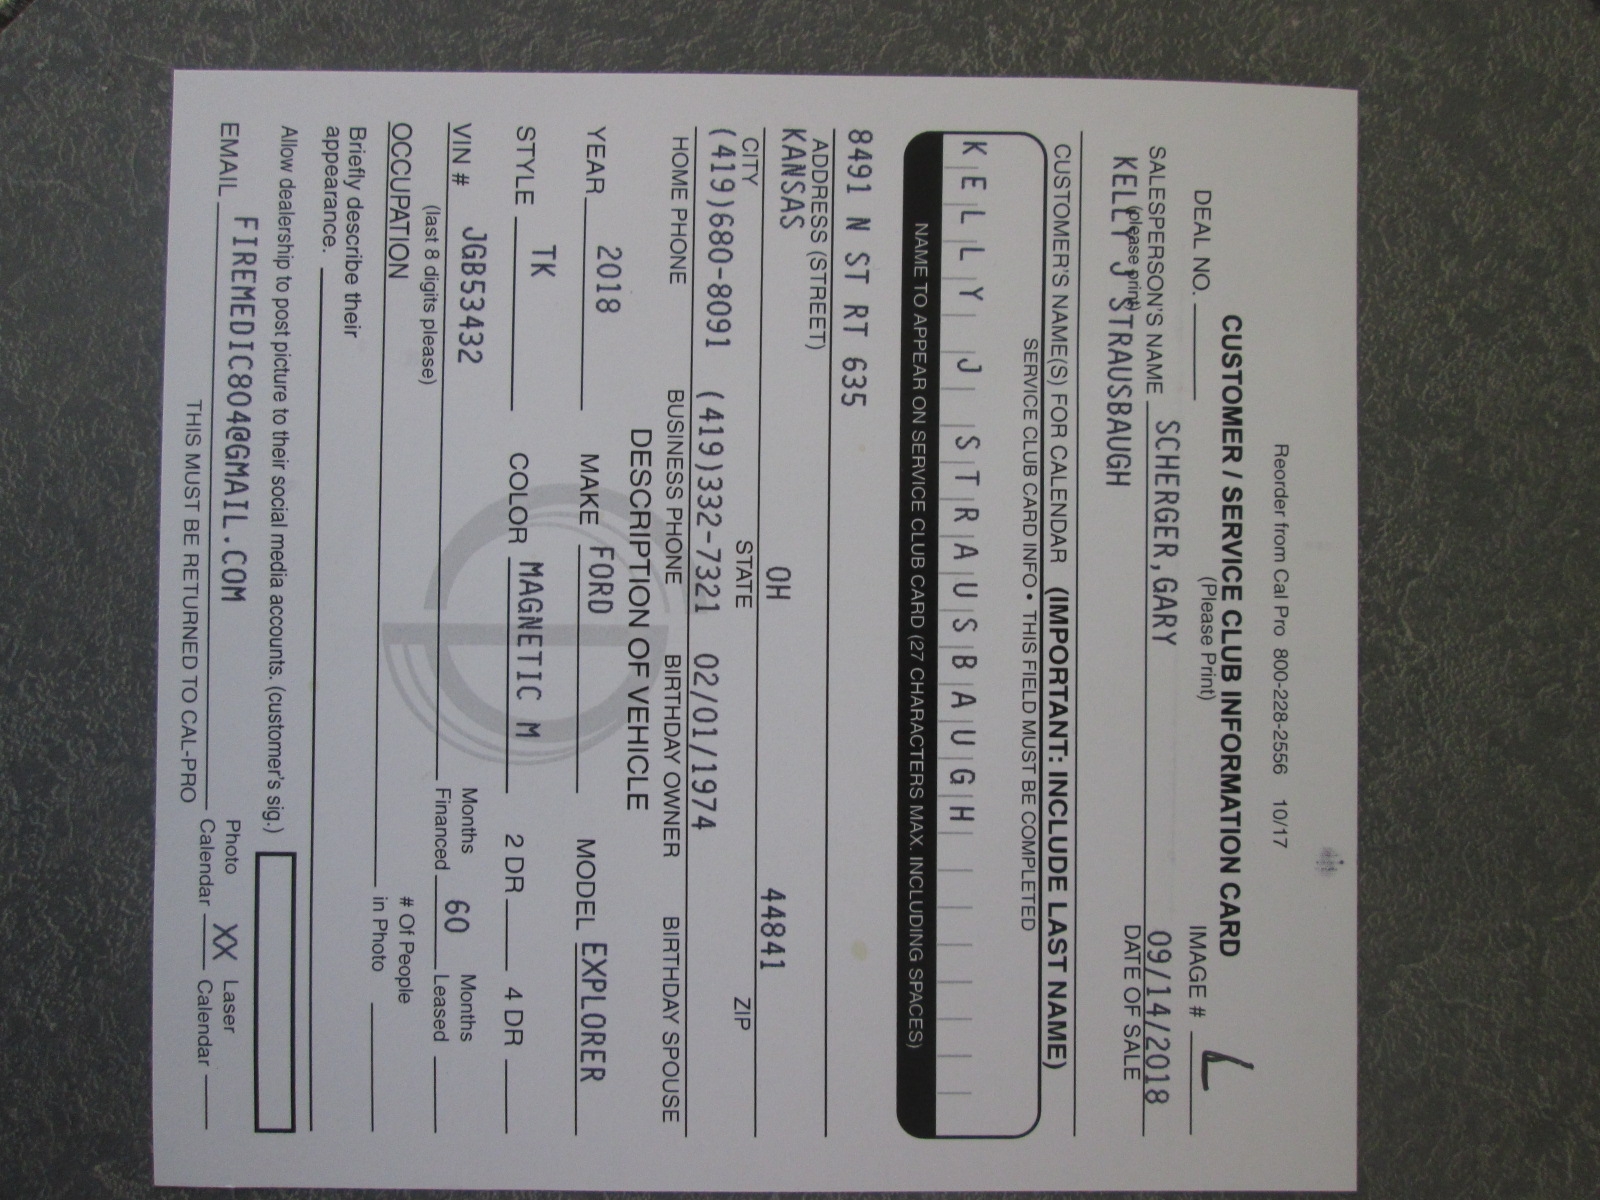 Reorder from Cal Pro 800-228-2556 10/17
CUSTOMER / SERVICE CLUB INFORMATION CARD
(Please Print)
DEAL NO. IMAGE # L
SALESPERSON'S NAME SCHERGER,GARY 09/14/2018
(please print) DATE OF SALE
KELLY J STRAUSBAUGH
CUSTOMER'S NAME(S) FOR CALENDAR (IMPORTANT: INCLUDE LAST NAME)
SERVICE CLUB CARD INFO • THIS FIELD MUST BE COMPLETED
KELLY J STRAUSBAUGH
NAME TO APPEAR ON SERVICE CLUB CARD (27 CHARACTERS MAX. INCLUDING SPACES)
8491 N ST RT 635
ADDRESS (STREET)
KANSAS OH 44841
CITY STATE ZIP
(419)680-8091 (419)332-7321 02/01/1974
HOME PHONE BUSINESS PHONE BIRTHDAY OWNER BIRTHDAY SPOUSE
DESCRIPTION OF VEHICLE
YEAR 2018 MAKE FORD MODEL EXPLORER
STYLE TK COLOR MAGNETIC M 2 DR 4 DR
VIN # JGB53432 Months Financed 60 Months Leased
(last 8 digits please)
OCCUPATION # Of People in Photo
Briefly describe their
appearance.
Allow dealership to post picture to their social media accounts. (customer's sig.)
EMAIL FIREMEDIC804@GMAIL.COM Photo Calendar XX Laser Calendar
THIS MUST BE RETURNED TO CAL-PRO